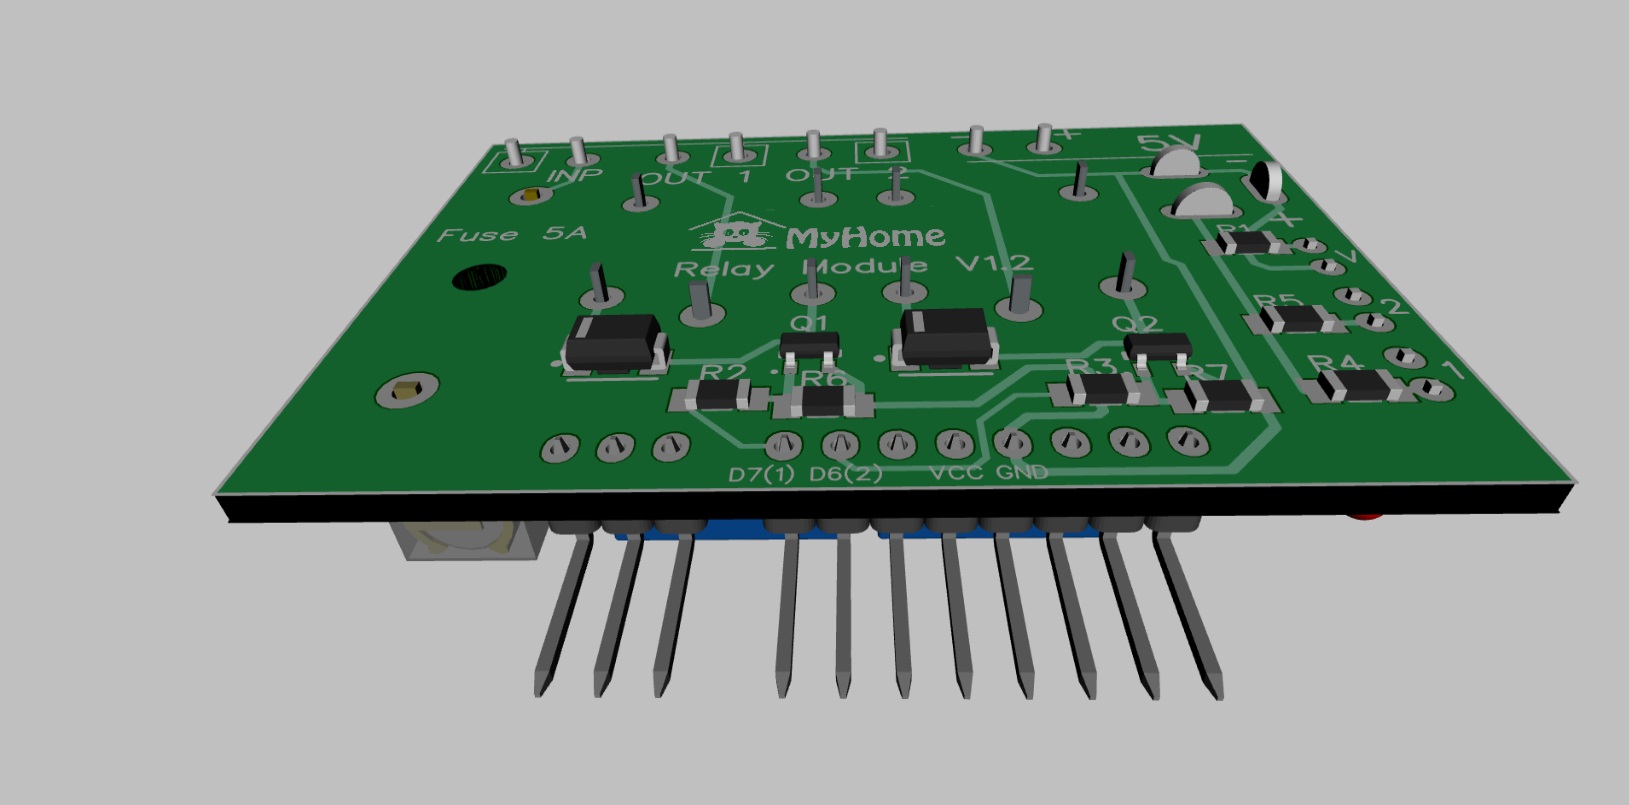 5V
- +
INP OUT 1 OUT 2
-
Fuse 5A
MyHome
+
R1
V
Relay Module V1.2
Q1 Q2
R5 2
R2 R6 R3 R7 R4 1
D7(1) D6(2) VCC GND